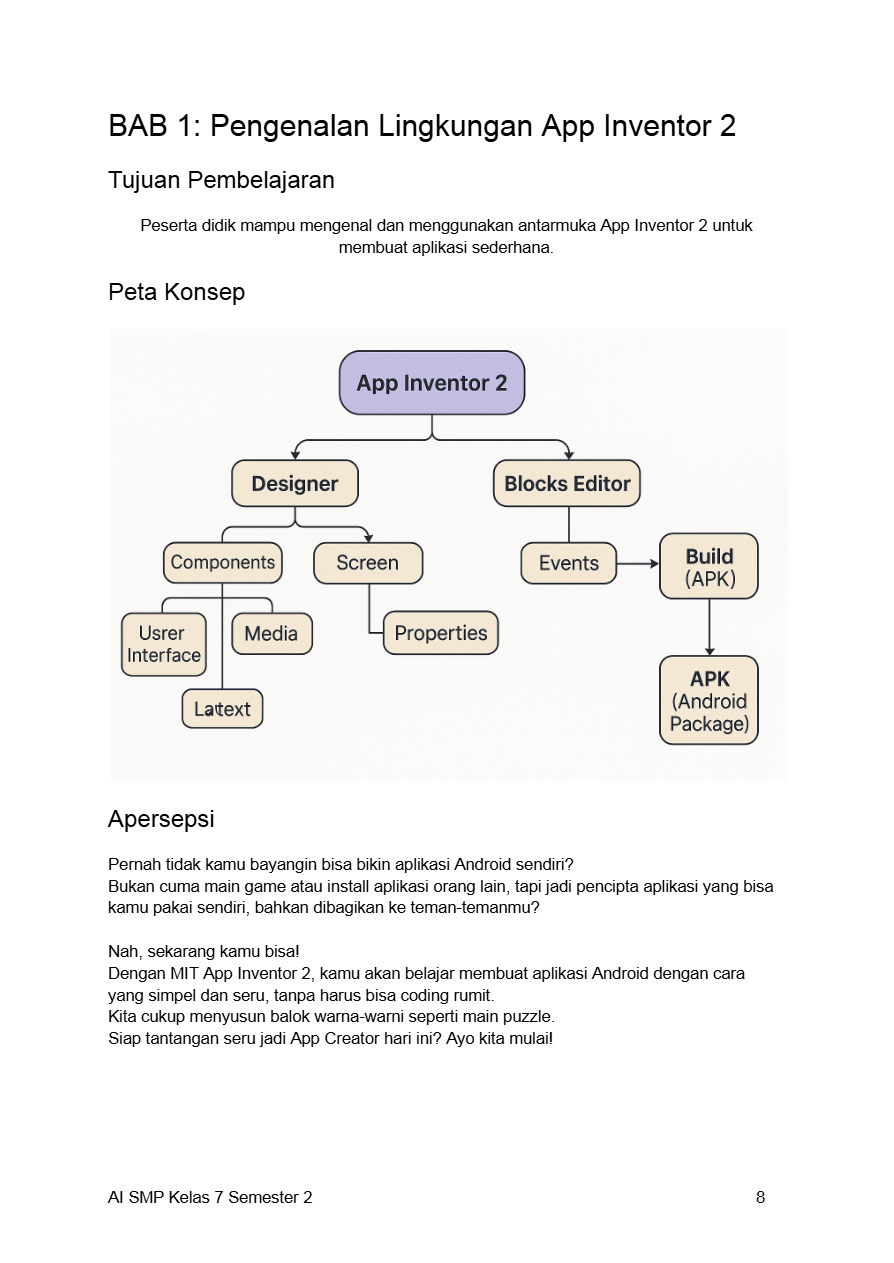 BAB 1: Pengenalan Lingkungan App Inventor 2
Tujuan Pembelajaran
Peserta didik mampu mengenal dan menggunakan antarmuka App Inventor 2 untuk
membuat aplikasi sederhana.
Peta Konsep
App Inventor 2
Designer
Blocks Editor
Components
Screen
Events
Build
(APK)
Usrer
Interface
Media
Properties
APK
(Android
Package)
Apersepsi
Pernah tidak kamu bayangin bisa bikin aplikasi Android sendiri?
Bukan cuma main game atau install aplikasi orang lain, tapi jadi pencipta aplikasi yang bisa
kamu pakai sendiri, bahkan dibagikan ke teman-temanmu?
Nah, sekarang kamu bisa!
Dengan MIT App Inventor 2, kamu akan belajar membuat aplikasi Android dengan cara
yang simpel dan seru, tanpa harus bisa coding rumit.
Kita cukup menyusun balok warna-warni seperti main puzzle.
Siap tantangan seru jadi App Creator hari ini? Ayo kita mulai!
AI SMP Kelas 7 Semester 2
8